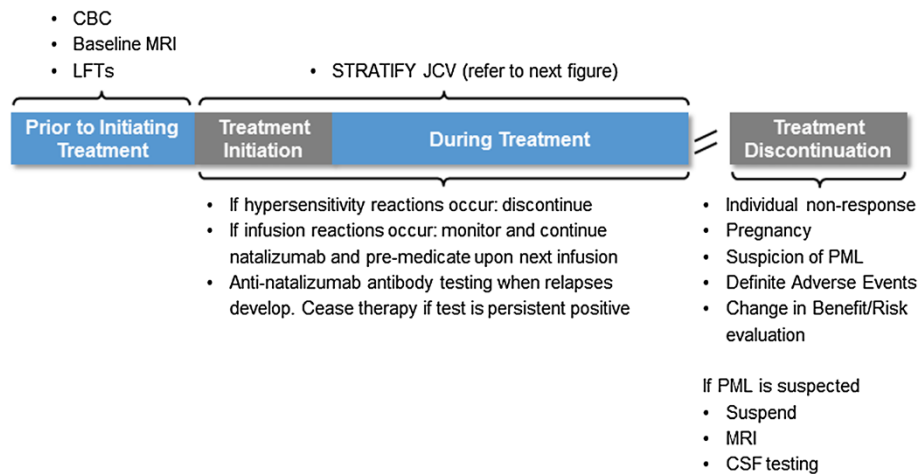 • CBC
• Baseline MRI
• LFTs
• STRATIFY JCV (refer to next figure)
Prior to Initiating
Treatment
Treatment
Initiation
During Treatment
Treatment
Discontinuation
• If hypersensitivity reactions occur: discontinue
• If infusion reactions occur: monitor and continue
natalizumab and pre-medicate upon next infusion
• Anti-natalizumab antibody testing when relapses
develop. Cease therapy if test is persistent positive
• Individual non-response
• Pregnancy
• Suspicion of PML
• Definite Adverse Events
• Change in Benefit/Risk
evaluation
If PML is suspected
• Suspend
• MRI
• CSF testing